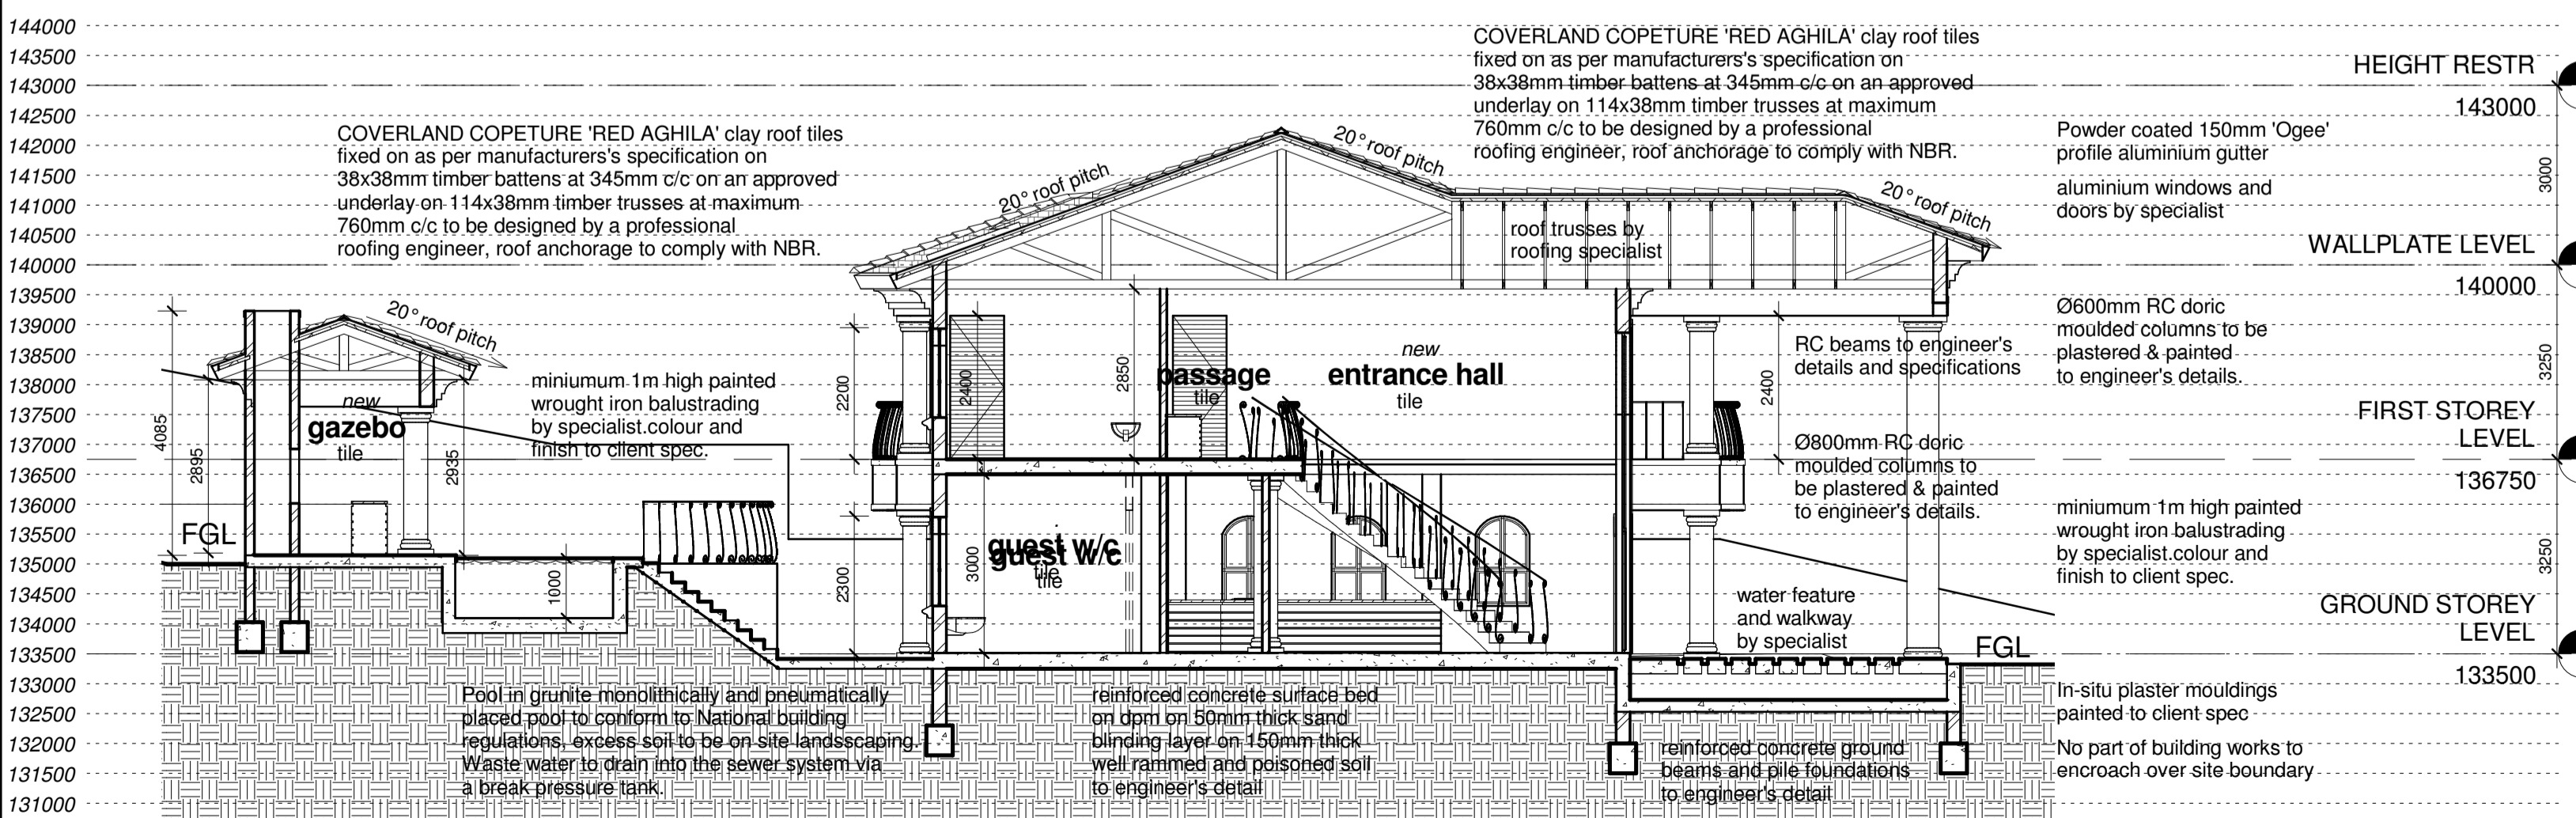 144000
143500
143000
142500
142000
141500
141000
140500
140000
139500
139000
138500
138000
137500
137000
136500
136000
135500
135000
134500
134000
133500
133000
132500
132000
131500
131000
COVERLAND COPETURE 'RED AGHILA' clay roof tiles
fixed on as per manufacturers's specification on
38x38mm timber battens at 345mm c/c on an approved
underlay on 114x38mm timber trusses at maximum
760mm c/c to be designed by a professional
roofing engineer, roof anchorage to comply with NBR.
20° roof pitch
4085
2895
new
gazebo
tile
2935
FGL
miniumum 1m high painted
wrought iron balustrading
by specialist.colour and
finish to client spec.
1000
Pool in grunite monolithically and pneumatically
placed pool to conform to National building
regulations, excess soil to be on site landsscaping.
Waste water to drain into the sewer system via
a break pressure tank.
20° roof pitch
20° roof pitch
COVERLAND COPETURE 'RED AGHILA' clay roof tiles
fixed on as per manufacturers's specification on
38x38mm timber battens at 345mm c/c on an approved
underlay on 114x38mm timber trusses at maximum
760mm c/c to be designed by a professional
roofing engineer, roof anchorage to comply with NBR.
roof trusses by
roofing specialist
20° roof pitch
2200
2400
2850
passage
tile
new
entrance hall
tile
2400
2300
3000
guest w/c
guest w/c
tile
tile
RC beams to engineer's
details and specifications
Ø800mm RC doric
moulded columns to
be plastered & painted
to engineer's details.
water feature
and walkway
by specialist
FGL
reinforced concrete surface bed
on dpm on 50mm thick sand
blinding layer on 150mm thick
well rammed and poisoned soil
to engineer's detail
reinforced concrete ground
beams and pile foundations
to engineer's detail
Powder coated 150mm 'Ogee'
profile aluminium gutter
aluminium windows and
doors by specialist
Ø600mm RC doric
moulded columns to be
plastered & painted
to engineer's details.
miniumum 1m high painted
wrought iron balustrading
by specialist.colour and
finish to client spec.
In-situ plaster mouldings
painted to client spec
No part of building works to
encroach over site boundary
HEIGHT RESTR
143000
3000
WALLPLATE LEVEL
140000
3250
FIRST STOREY
LEVEL
136750
3250
GROUND STOREY
LEVEL
133500